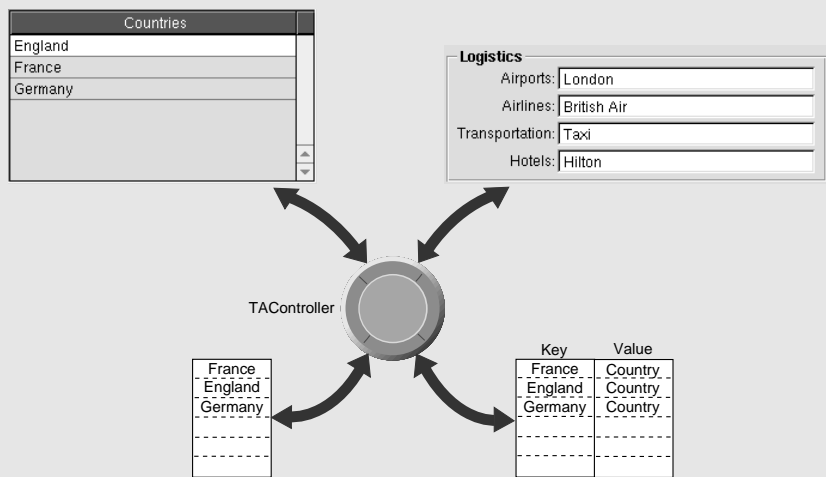 Countries
England
France
Germany
Logistics
Airports: London
Airlines: British Air
Transportation: Taxi
Hotels: Hilton
TAController
France
England
Germany
Key Value
France Country
England Country
Germany Country